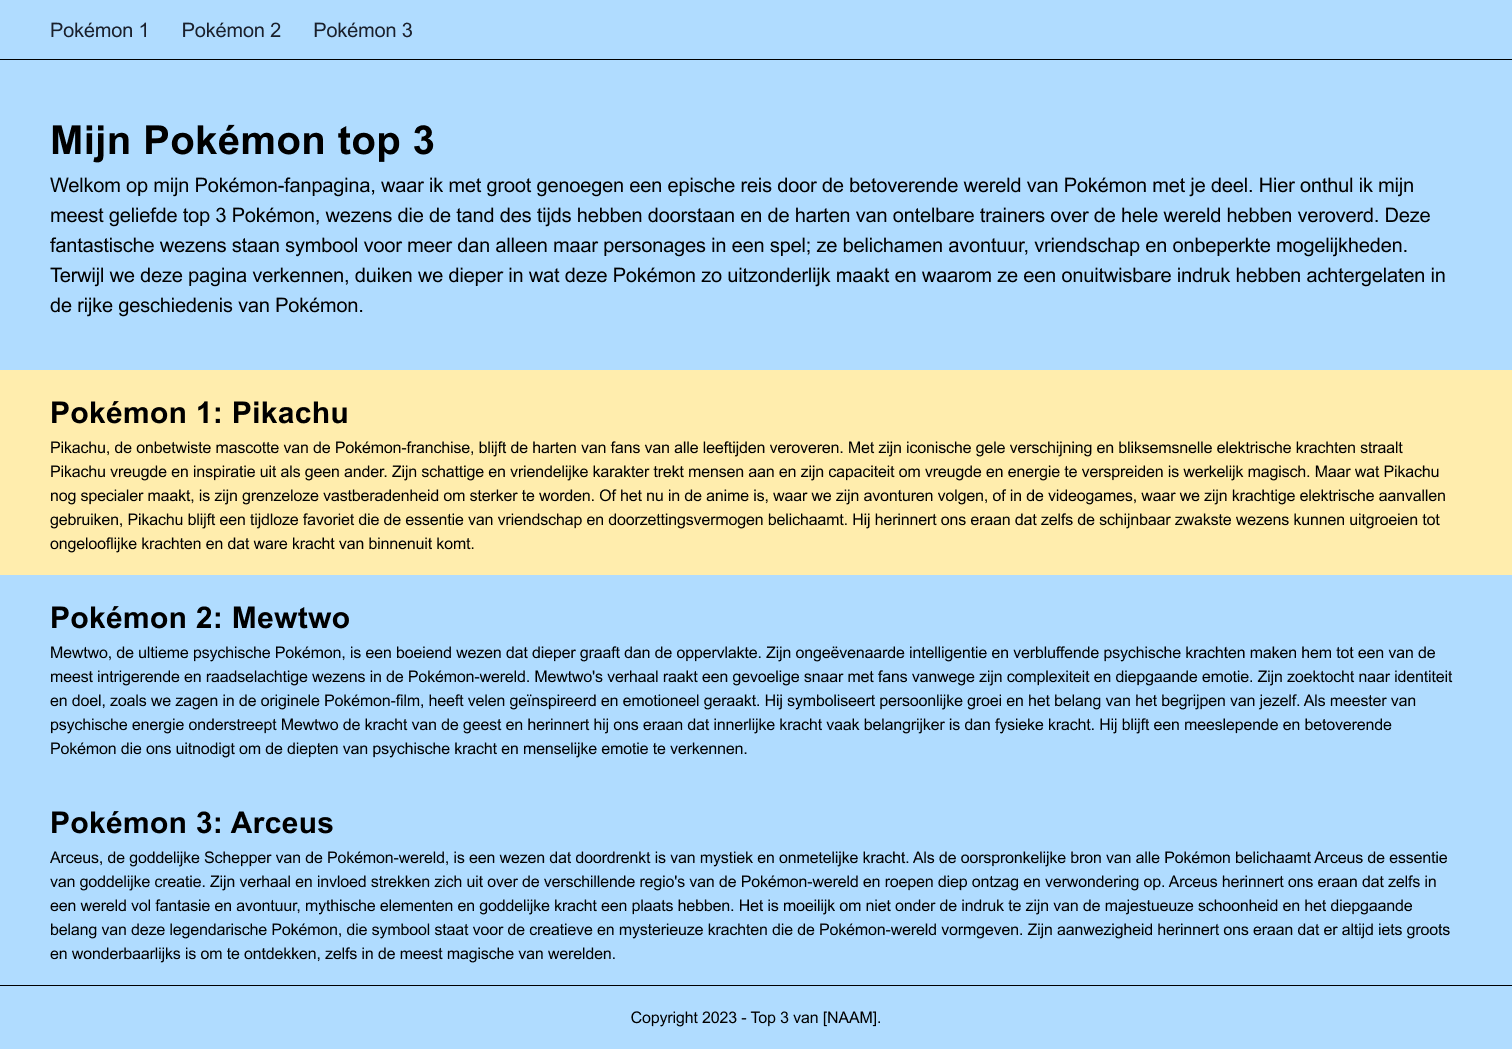 Pokémon 1 Pokémon 2 Pokémon 3
Mijn Pokémon top 3
Welkom op mijn Pokémon-fanpagina, waar ik met groot genoegen een epische reis door de betoverende wereld van Pokémon met je deel. Hier onthul ik mijn
meest geliefde top 3 Pokémon, wezens die de tand des tijds hebben doorstaan en de harten van ontelbare trainers over de hele wereld hebben veroverd. Deze
fantastische wezens staan symbool voor meer dan alleen maar personages in een spel; ze belichamen avontuur, vriendschap en onbeperkte mogelijkheden.
Terwijl we deze pagina verkennen, duiken we dieper in wat deze Pokémon zo uitzonderlijk maakt en waarom ze een onuitwisbare indruk hebben achtergelaten in
de rijke geschiedenis van Pokémon.
Pokémon 1: Pikachu
Pikachu, de onbetwiste mascotte van de Pokémon-franchise, blijft de harten van fans van alle leeftijden veroveren. Met zijn iconische gele verschijning en bliksemsnelle elektrische krachten straalt
Pikachu vreugde en inspiratie uit als geen ander. Zijn schattige en vriendelijke karakter trekt mensen aan en zijn capaciteit om vreugde en energie te verspreiden is werkelijk magisch. Maar wat Pikachu
nog specialer maakt, is zijn grenzeloze vastberadenheid om sterker te worden. Of het nu in de anime is, waar we zijn avonturen volgen, of in de videogames, waar we zijn krachtige elektrische aanvallen
gebruiken, Pikachu blijft een tijdloze favoriet die de essentie van vriendschap en doorzettingsvermogen belichaamt. Hij herinnert ons eraan dat zelfs de schijnbaar zwakste wezens kunnen uitgroeien tot
ongelooflijke krachten en dat ware kracht van binnenuit komt.
Pokémon 2: Mewtwo
Mewtwo, de ultieme psychische Pokémon, is een boeiend wezen dat dieper graaft dan de oppervlakte. Zijn ongeëvenaarde intelligentie en verbluffende psychische krachten maken hem tot een van de
meest intrigerende en raadselachtige wezens in de Pokémon-wereld. Mewtwo's verhaal raakt een gevoelige snaar met fans vanwege zijn complexiteit en diepgaande emotie. Zijn zoektocht naar identiteit
en doel, zoals we zagen in de originele Pokémon-film, heeft velen geïnspireerd en emotioneel geraakt. Hij symboliseert persoonlijke groei en het belang van het begrijpen van jezelf. Als meester van
psychische energie onderstreept Mewtwo de kracht van de geest en herinnert hij ons eraan dat innerlijke kracht vaak belangrijker is dan fysieke kracht. Hij blijft een meeslepende en betoverende
Pokémon die ons uitnodigt om de diepten van psychische kracht en menselijke emotie te verkennen.
Pokémon 3: Arceus
Arceus, de goddelijke Schepper van de Pokémon-wereld, is een wezen dat doordrenkt is van mystiek en onmetelijke kracht. Als de oorspronkelijke bron van alle Pokémon belichaamt Arceus de essentie
van goddelijke creatie. Zijn verhaal en invloed strekken zich uit over de verschillende regio's van de Pokémon-wereld en roepen diep ontzag en verwondering op. Arceus herinnert ons eraan dat zelfs in
een wereld vol fantasie en avontuur, mythische elementen en goddelijke kracht een plaats hebben. Het is moeilijk om niet onder de indruk te zijn van de majestueuze schoonheid en het diepgaande
belang van deze legendarische Pokémon, die symbool staat voor de creatieve en mysterieuze krachten die de Pokémon-wereld vormgeven. Zijn aanwezigheid herinnert ons eraan dat er altijd iets groots
en wonderbaarlijks is om te ontdekken, zelfs in de meest magische van werelden.
Copyright 2023 - Top 3 van [NAAM].